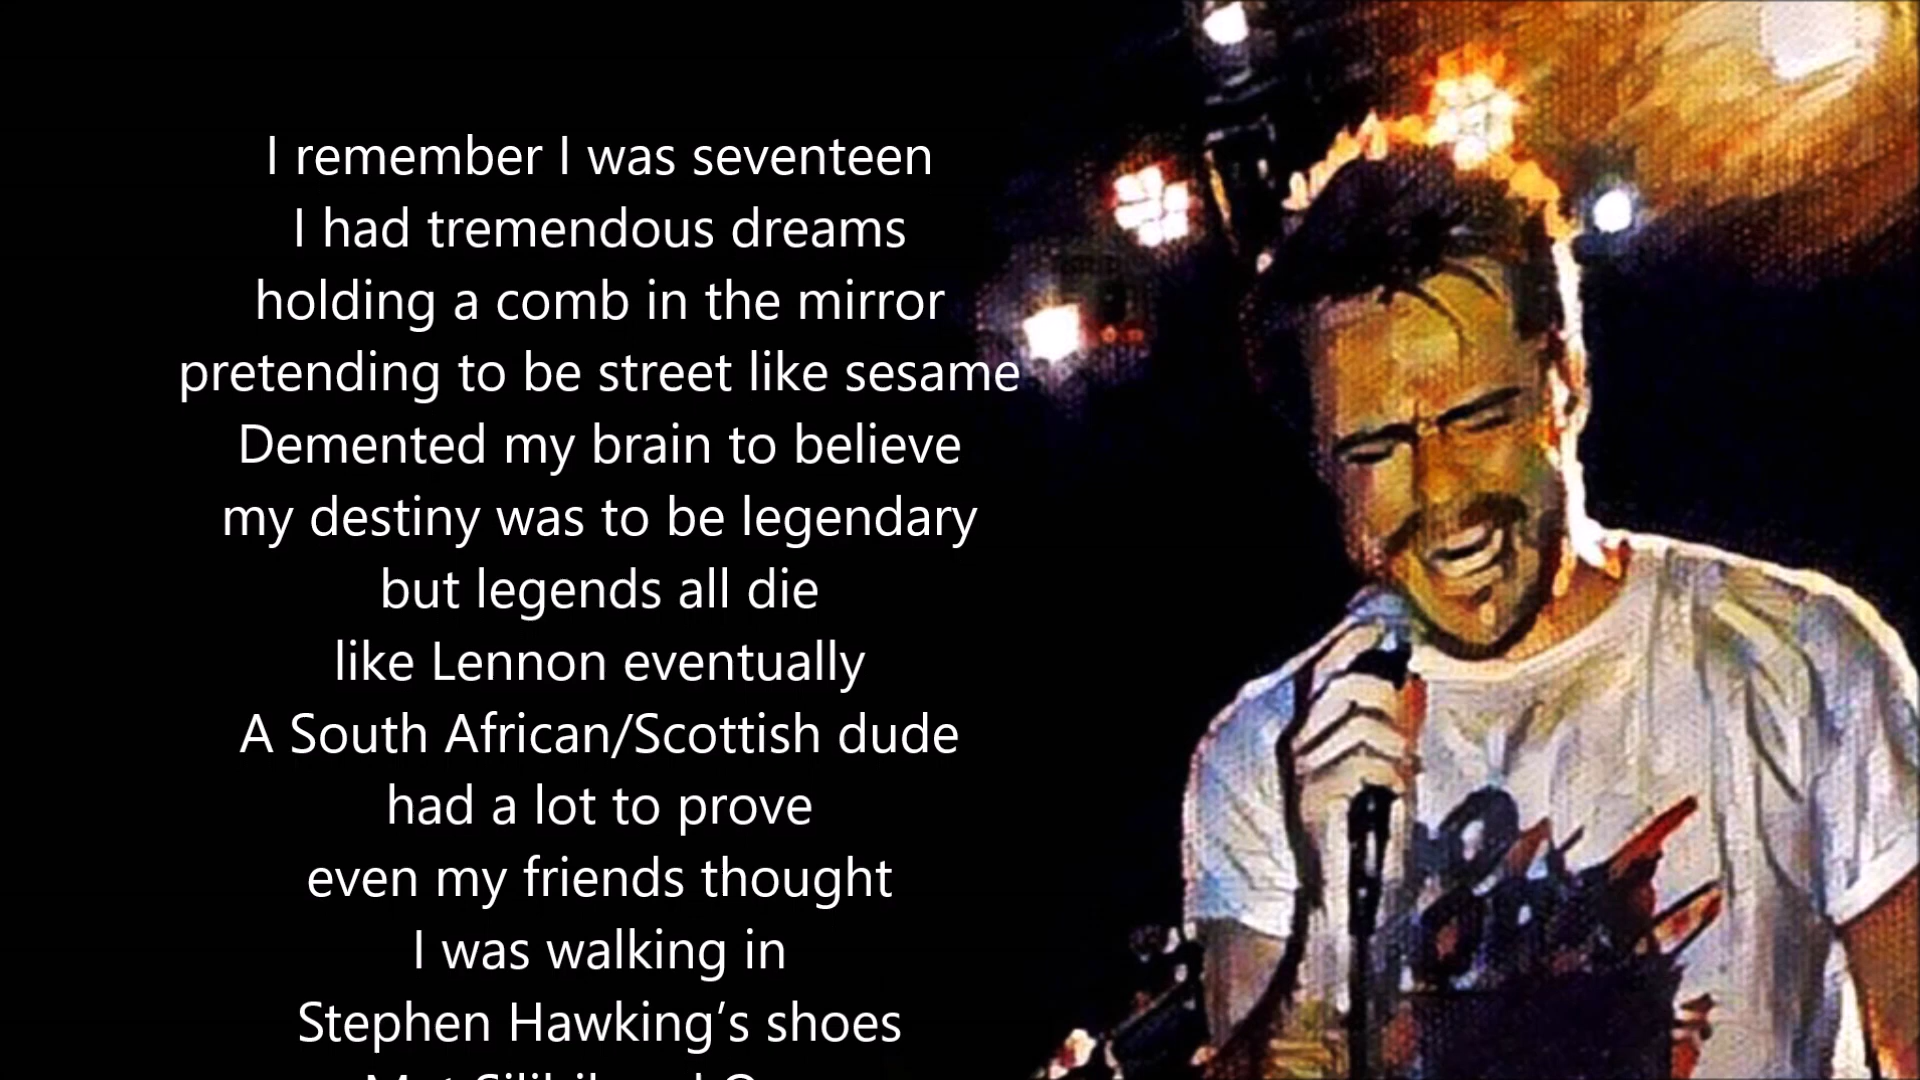 I remember I was seventeen
I had tremendous dreams
holding a comb in the mirror
pretending to be street like sesame
Demented my brain to believe
my destiny was to be legendary
but legends all die
like Lennon eventually
A South African/Scottish dude
had a lot to prove
even my friends thought
I was walking in
Stephen Hawking’s shoes